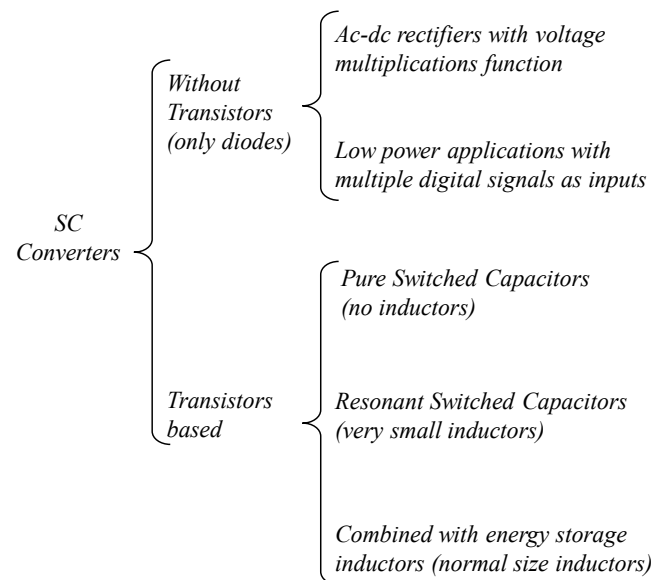 SC
Converters
Without
Transistors
(only diodes)
Ac-dc rectifiers with voltage
multiplications function
Low power applications with
multiple digital signals as inputs
Transistors
based
Pure Switched Capacitors
(no inductors)
Resonant Switched Capacitors
(very small inductors)
Combined with energy storage
inductors (normal size inductors)